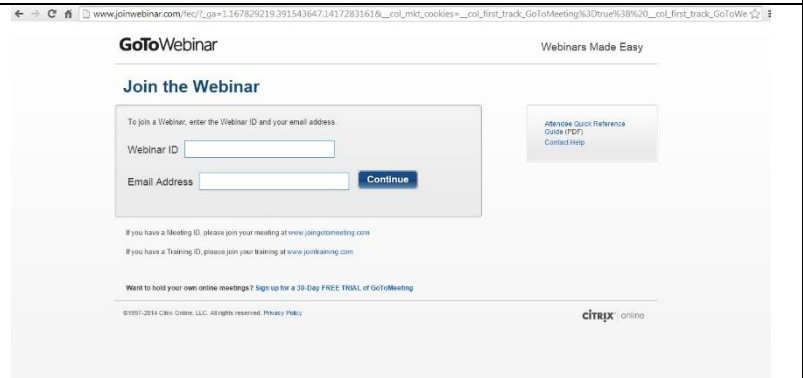 www.joinwebinar.com/fec/?_ga=1.167829219.391543647.1417283161&_col_mkt_cookies=__col_first_track_GoToMeeting%3Dtrue%38%20__col_first_track_GoToWe
GoToWebinar
Webinars Made Easy
Join the Webinar
To join a Webinar, enter the Webinar ID and your email address.
Webinar ID
Email Address
Continue
Attendee Quick Reference
Guide (PDF)
Contact Help
If you have a Meeting ID, please join your meeting at www.joingotomeeting.com
If you have a Training ID, please join your training at www.jointraining.com
Want to hold your own online meetings? Sign up for a 30-Day FREE TRIAL of GoToMeeting
©1997-2014 Citrix Online, LLC. All rights reserved. Privacy Policy
CITRIX online